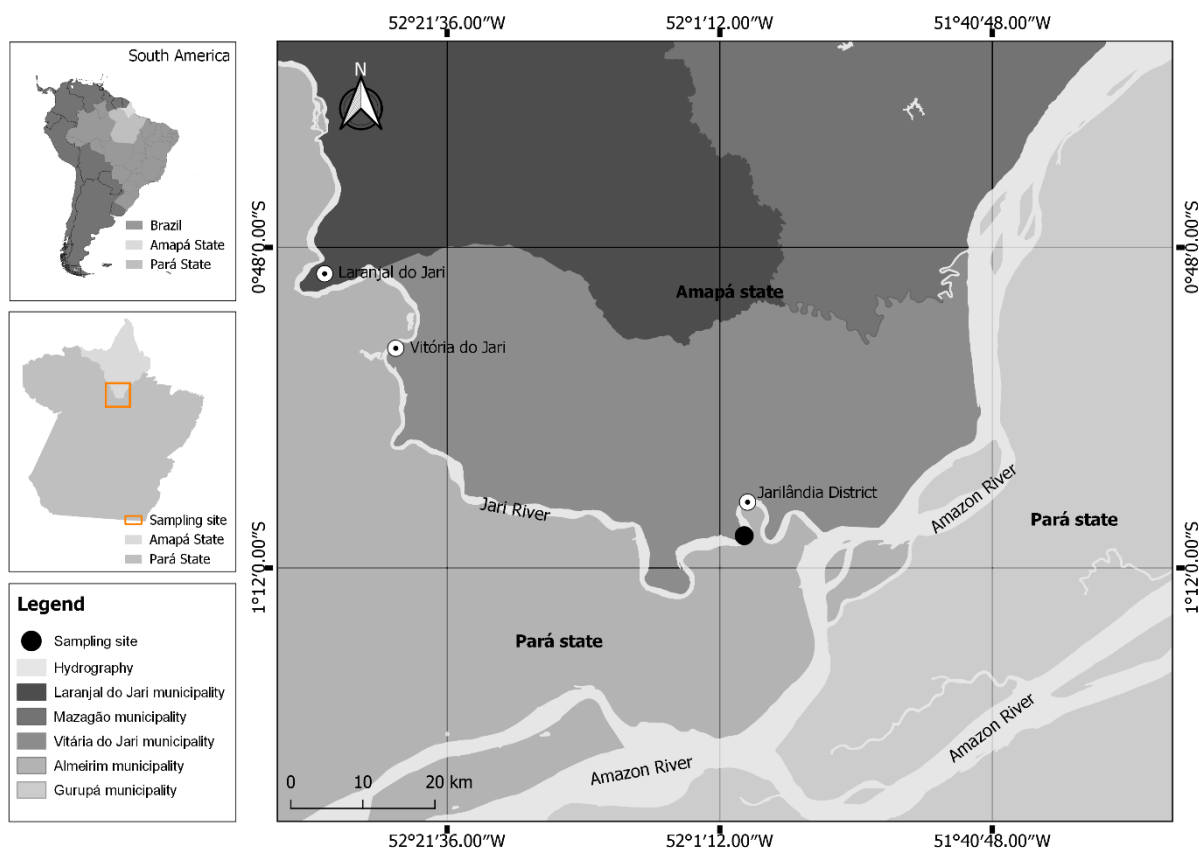 52°21′36.00″W
52°1′12.00″W
51°40′48.00″W
South America
Brazil
Amapá State
Pará State
N
0°48′0.00″S
0°48′0.00″S
Laranjal do Jari
Amapá state
Vitória do Jari
Sampling site
Amapá State
Pará State
Jari River
Jarilândia District
Amazon River
Pará state
1°12′0.00″S
1°12′0.00″S
Legend
Sampling site
Hydrography
Laranjal do Jari municipality
Mazagão municipality
Vitária do Jari municipality
Almeirim municipality
Gurupá municipality
Pará state
Amazon River
Amazon River
0 10 20 km
52°21′36.00″W
52°1′12.00″W
51°40′48.00″W